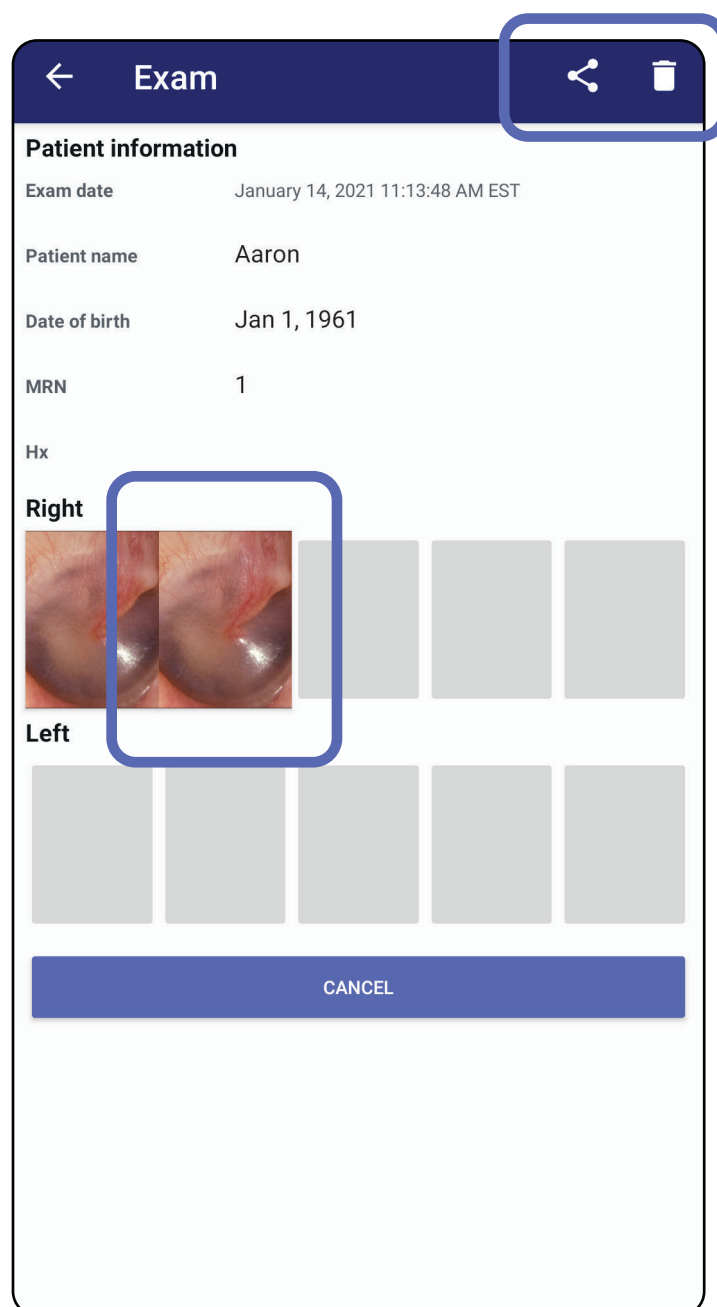 Exam
Patient information
Exam date January 14, 2021 11:13:48 AM EST
Patient name Aaron
Date of birth Jan 1, 1961
MRN 1
Hx
Right
Left
CANCEL